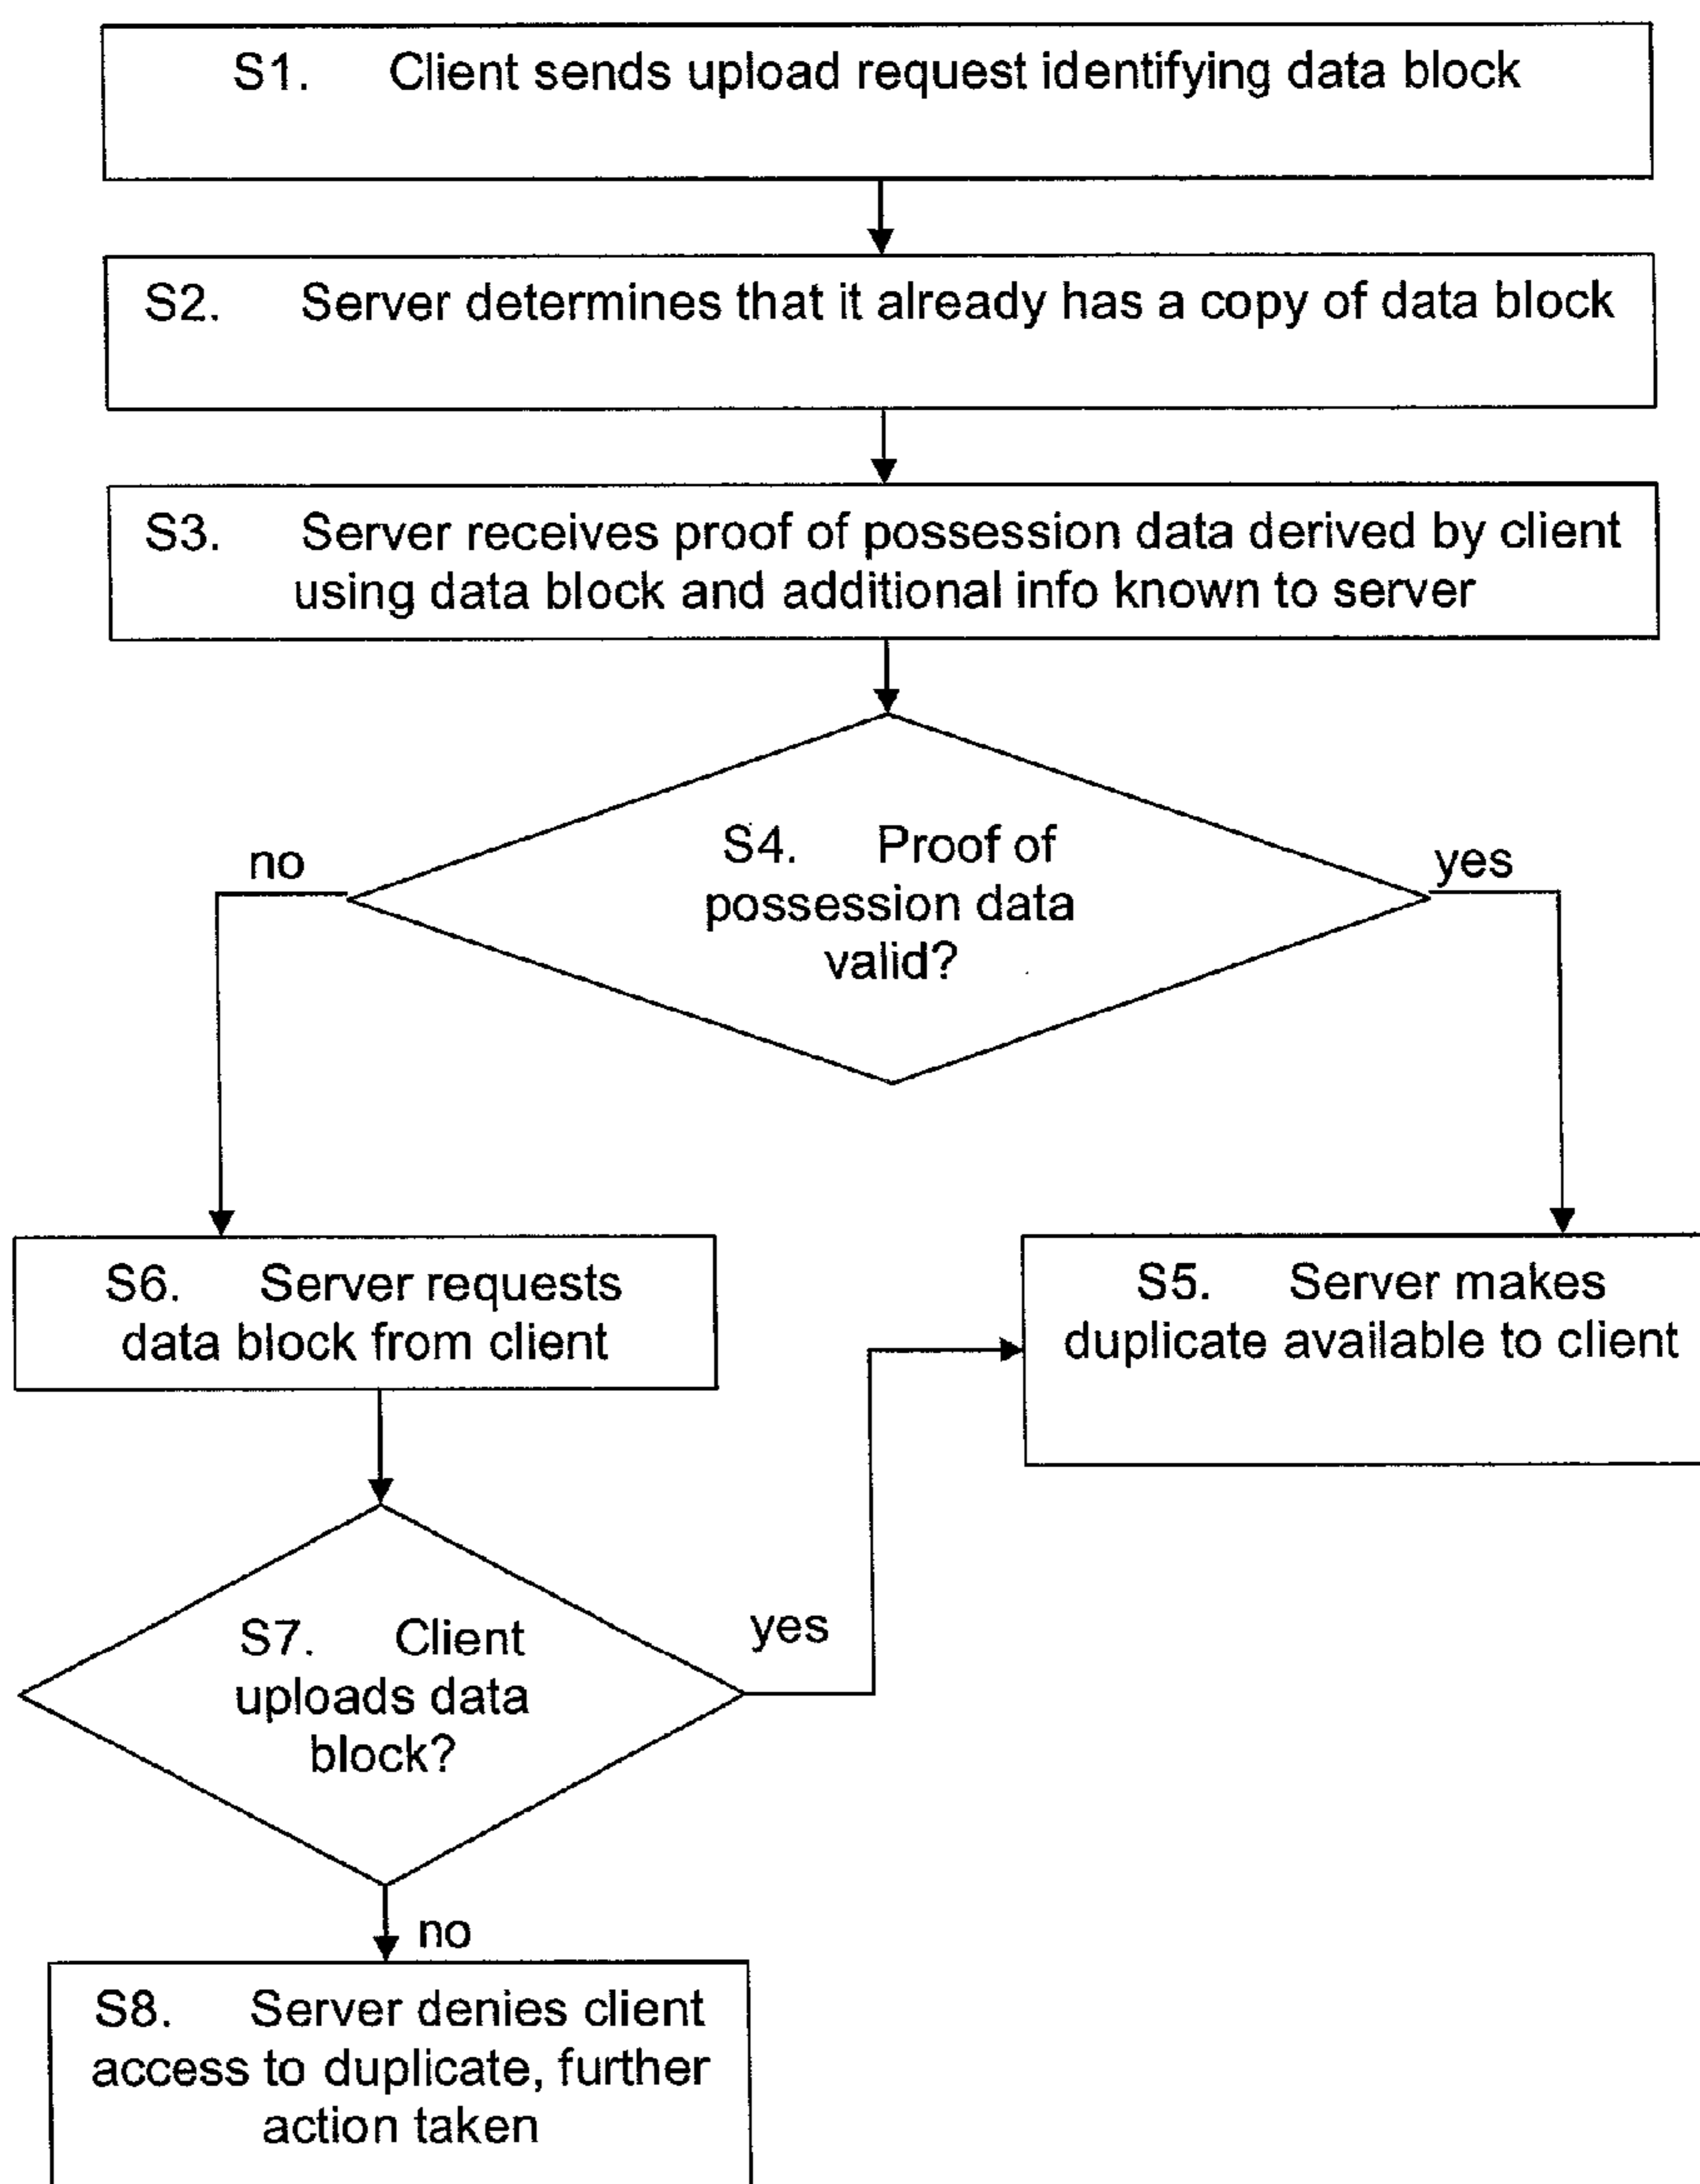 S1. Client sends upload request identifying data block
S2. Server determines that it already has a copy of data block
S3. Server receives proof of possession data derived by client
using data block and additional info known to server
S4. Proof of
possession data
valid?
no
yes
S6. Server requests
data block from client
S5. Server makes
duplicate available to client
S7. Client
uploads data
block?
yes
no
S8. Server denies client
access to duplicate, further
action taken